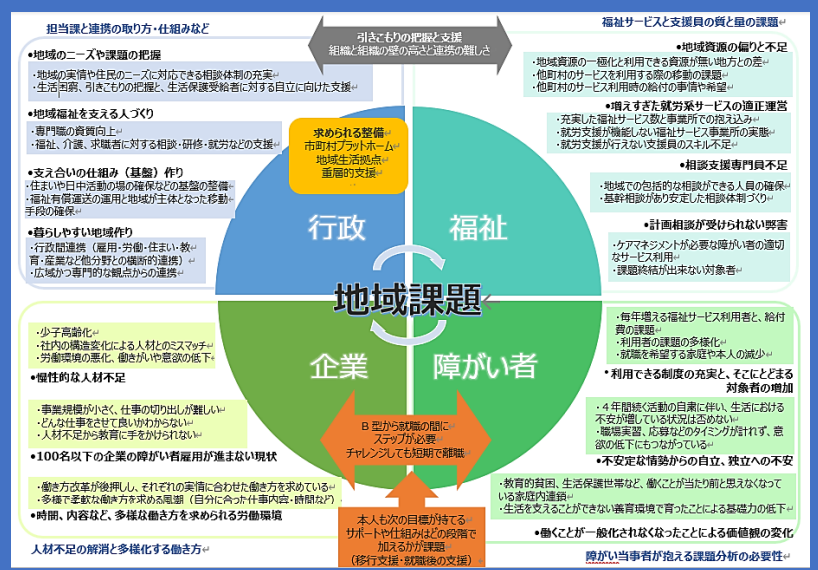 担当課と連携の取り方・仕組みなど
•地域のニーズや課題の把握
・地域の実情や住民のニーズに対応できる相談体制の充実
・生活困窮、引きこもりの把握と、生活保護受給者に対する自立に向けた支援
•地域福祉を支える人づくり
・専門職の資質向上
・福祉、介護、求職者に対する相談・研修・就労などの支援
•支え合いの仕組み（基盤）作り
・住まいや日中活動の場の確保などの基盤の整備
・福祉有償運送の運用と地域が主体となった移動
手段の確保
•暮らしやすい地域作り
・行政間連携（雇用・労働・住まい・教
育・産業など他分野との横断的連携）
・広域かつ専門的な観点からの連携
引きこもりの把握と支援
組織と組織の壁の高さと連携の難しさ
求められる整備
市町村プラットホーム
地域生活拠点
重層的支援
福祉サービスと支援員の質と量の課題
•地域資源の偏りと不足
・地域資源の一極化と利用できる資源が無い地方との差
・他町村のサービスを利用する際の移動の課題
・他町村のサービス利用時の給付の事情や希望
•増えすぎた就労系サービスの適正運営
・充実した福祉サービス数と事業所での抱え込み
・就労支援が機能しない福祉サービス事業所の実態
・就労支援が行えない支援員のスキル不足
•相談支援専門員不足
・地域での包括的な相談ができる人員の確保
・基幹相談があり安定した相談体制づくり
•計画相談が受けられない弊害
・ケアマネジメントが必要な障がい者の適切
なサービス利用
・課題終結が出来ない対象者
行政
福祉
地域課題
企業
障がい者
・少子高齢化
・社内の構造変化による人材とのミスマッチ
・労働環境の悪化、働きがいや意欲の低下
•慢性的な人材不足
・事業規模が小さく、仕事の切り出しが難しい
・どんな仕事をさせて良いかわからない
・人材不足から教育に手をかけられない
•100名以下の企業の障がい者雇用が進まない現状
・働き方改革が後押しし、それぞれの実情に合わせた働き方を求めている
・多様で柔軟な働き方を求める風潮（自分に合った仕事内容・時間など）
•時間、内容など、多様な働き方を求められる労働環境
人材不足の解消と多様化する働き方
B型から就職の間に
ステップが必要
チャレンジしても短期で離職
本人も次の目標が持てる
サポートや仕組みはどの段階で
加えるかが課題
（移行支援・就職後の支援）
・毎年増える福祉サービス利用者と、給付
費の課題
・利用者の課題の多様化
・就職を希望する家庭や本人の減少
•利用できる制度の充実と、そこにとどまる
対象者の増加
・４年間続く活動の自粛に伴い、生活における
不安が増している状況は否めない
・職場実習、応募などのタイミングが計れず、意
欲の低下にもつながっている
•不安定な情勢からの自立、独立への不安
・教育的貧困、生活保護世帯など、働くことが当たり前と思えなくなって
いる家庭内連鎖
・生活を支えることができない養育環境で育ったことによる基礎力の低下
•働くことが一般化されなくなったことによる価値観の変化
障がい当事者が抱える課題分析の必要性